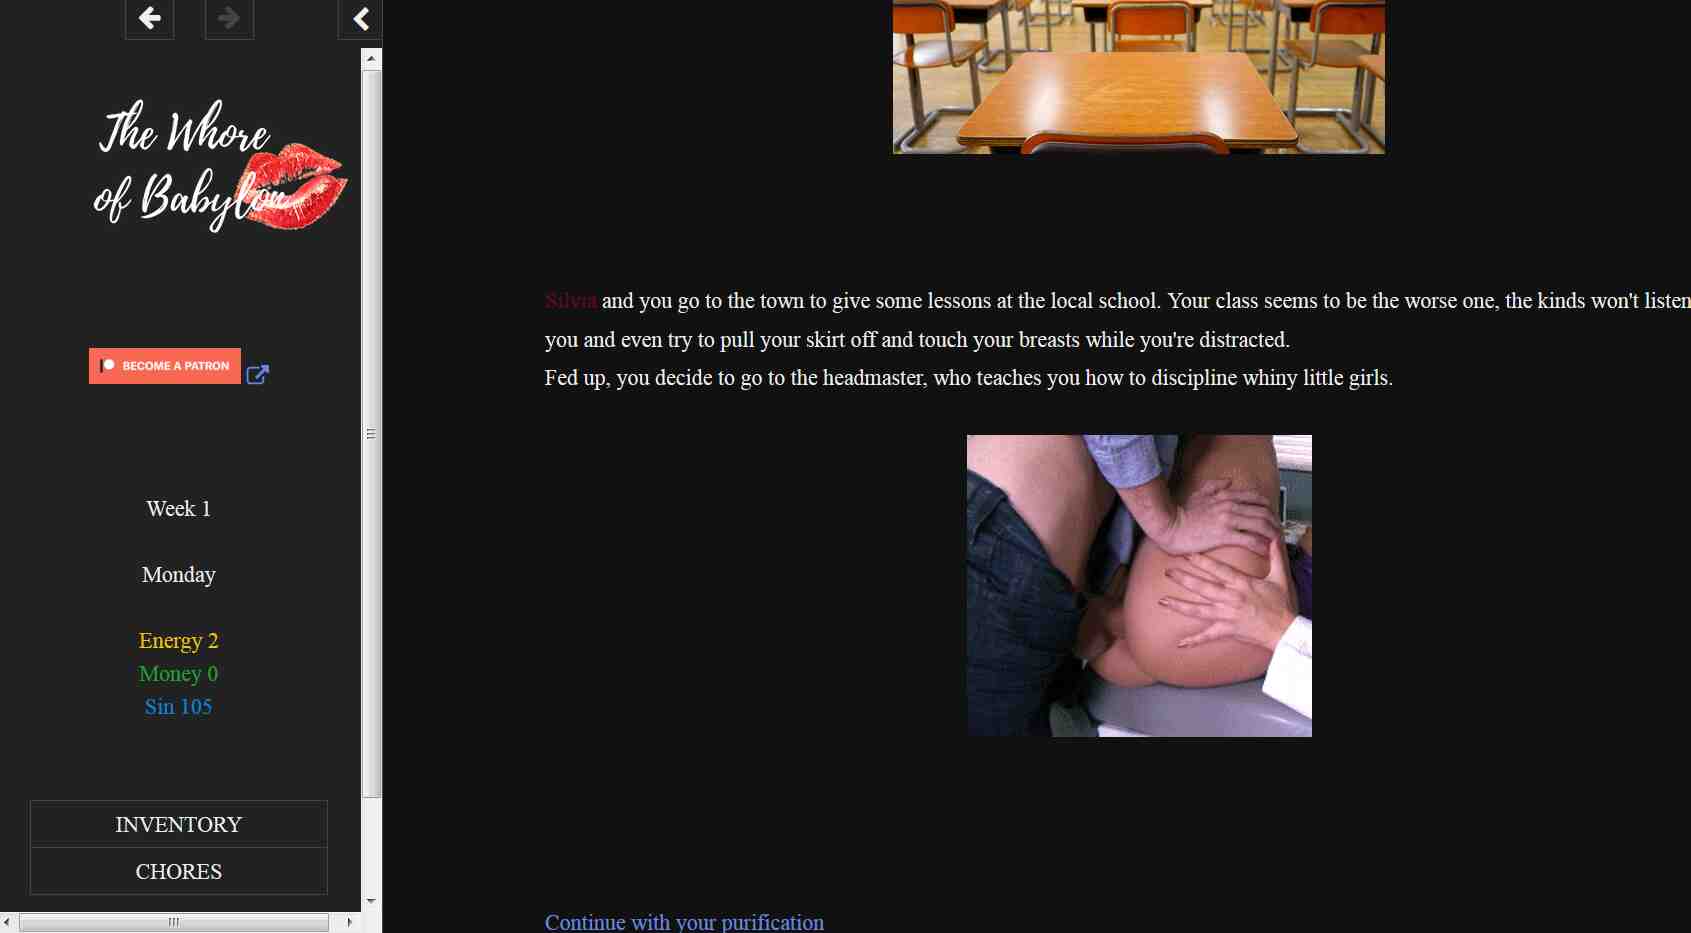 The Whore
of Babylon
BECOME A PATRON
Week 1
Monday
Energy 2
Money 0
Sin 105
INVENTORY
CHORES
Silvia and you go to the town to give some lessons at the local school. Your class seems to be the worse one, the kinds won't listen
you and even try to pull your skirt off and touch your breasts while you're distracted.
Fed up, you decide to go to the headmaster, who teaches you how to discipline whiny little girls.
Continue with your purification